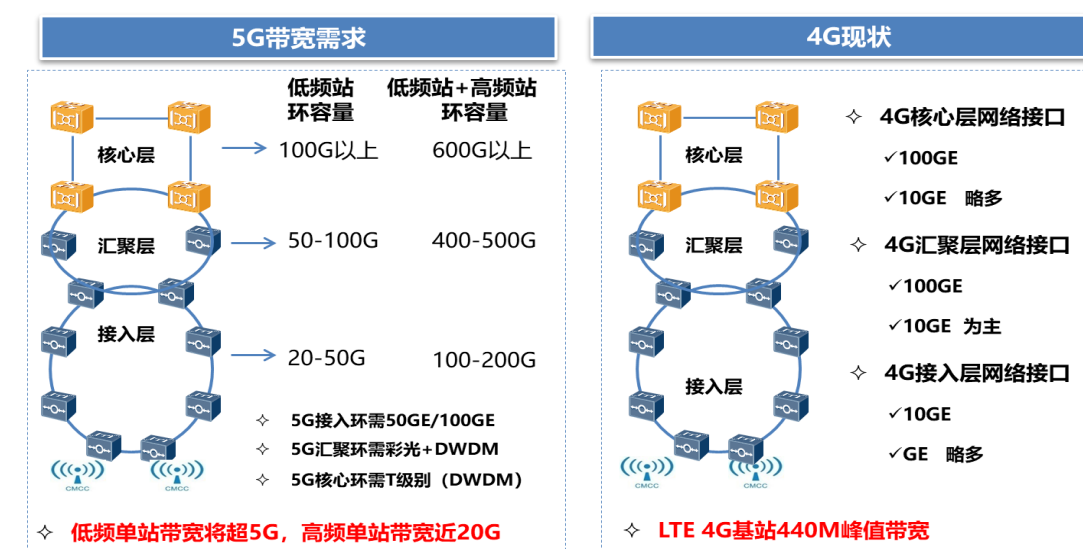 5G带宽需求
低频站 低频站+高频站
环容量 环容量
核心层
100G以上 600G以上
汇聚层
50-100G 400-500G
接入层
20-50G 100-200G
✧ 5G接入环需50GE/100GE
✧ 5G汇聚环需彩光+DWDM
✧ 5G核心环需T级别（DWDM）
CMCC CMCC
✧ 低频单站带宽将超5G，高频单站带宽近20G
4G现状
核心层
汇聚层
接入层
CMCC CMCC
✧ 4G核心层网络接口
✓100GE
✓10GE 略多
✧ 4G汇聚层网络接口
✓100GE
✓10GE 为主
✧ 4G接入层网络接口
✓10GE
✓GE 略多
✧ LTE 4G基站440M峰值带宽